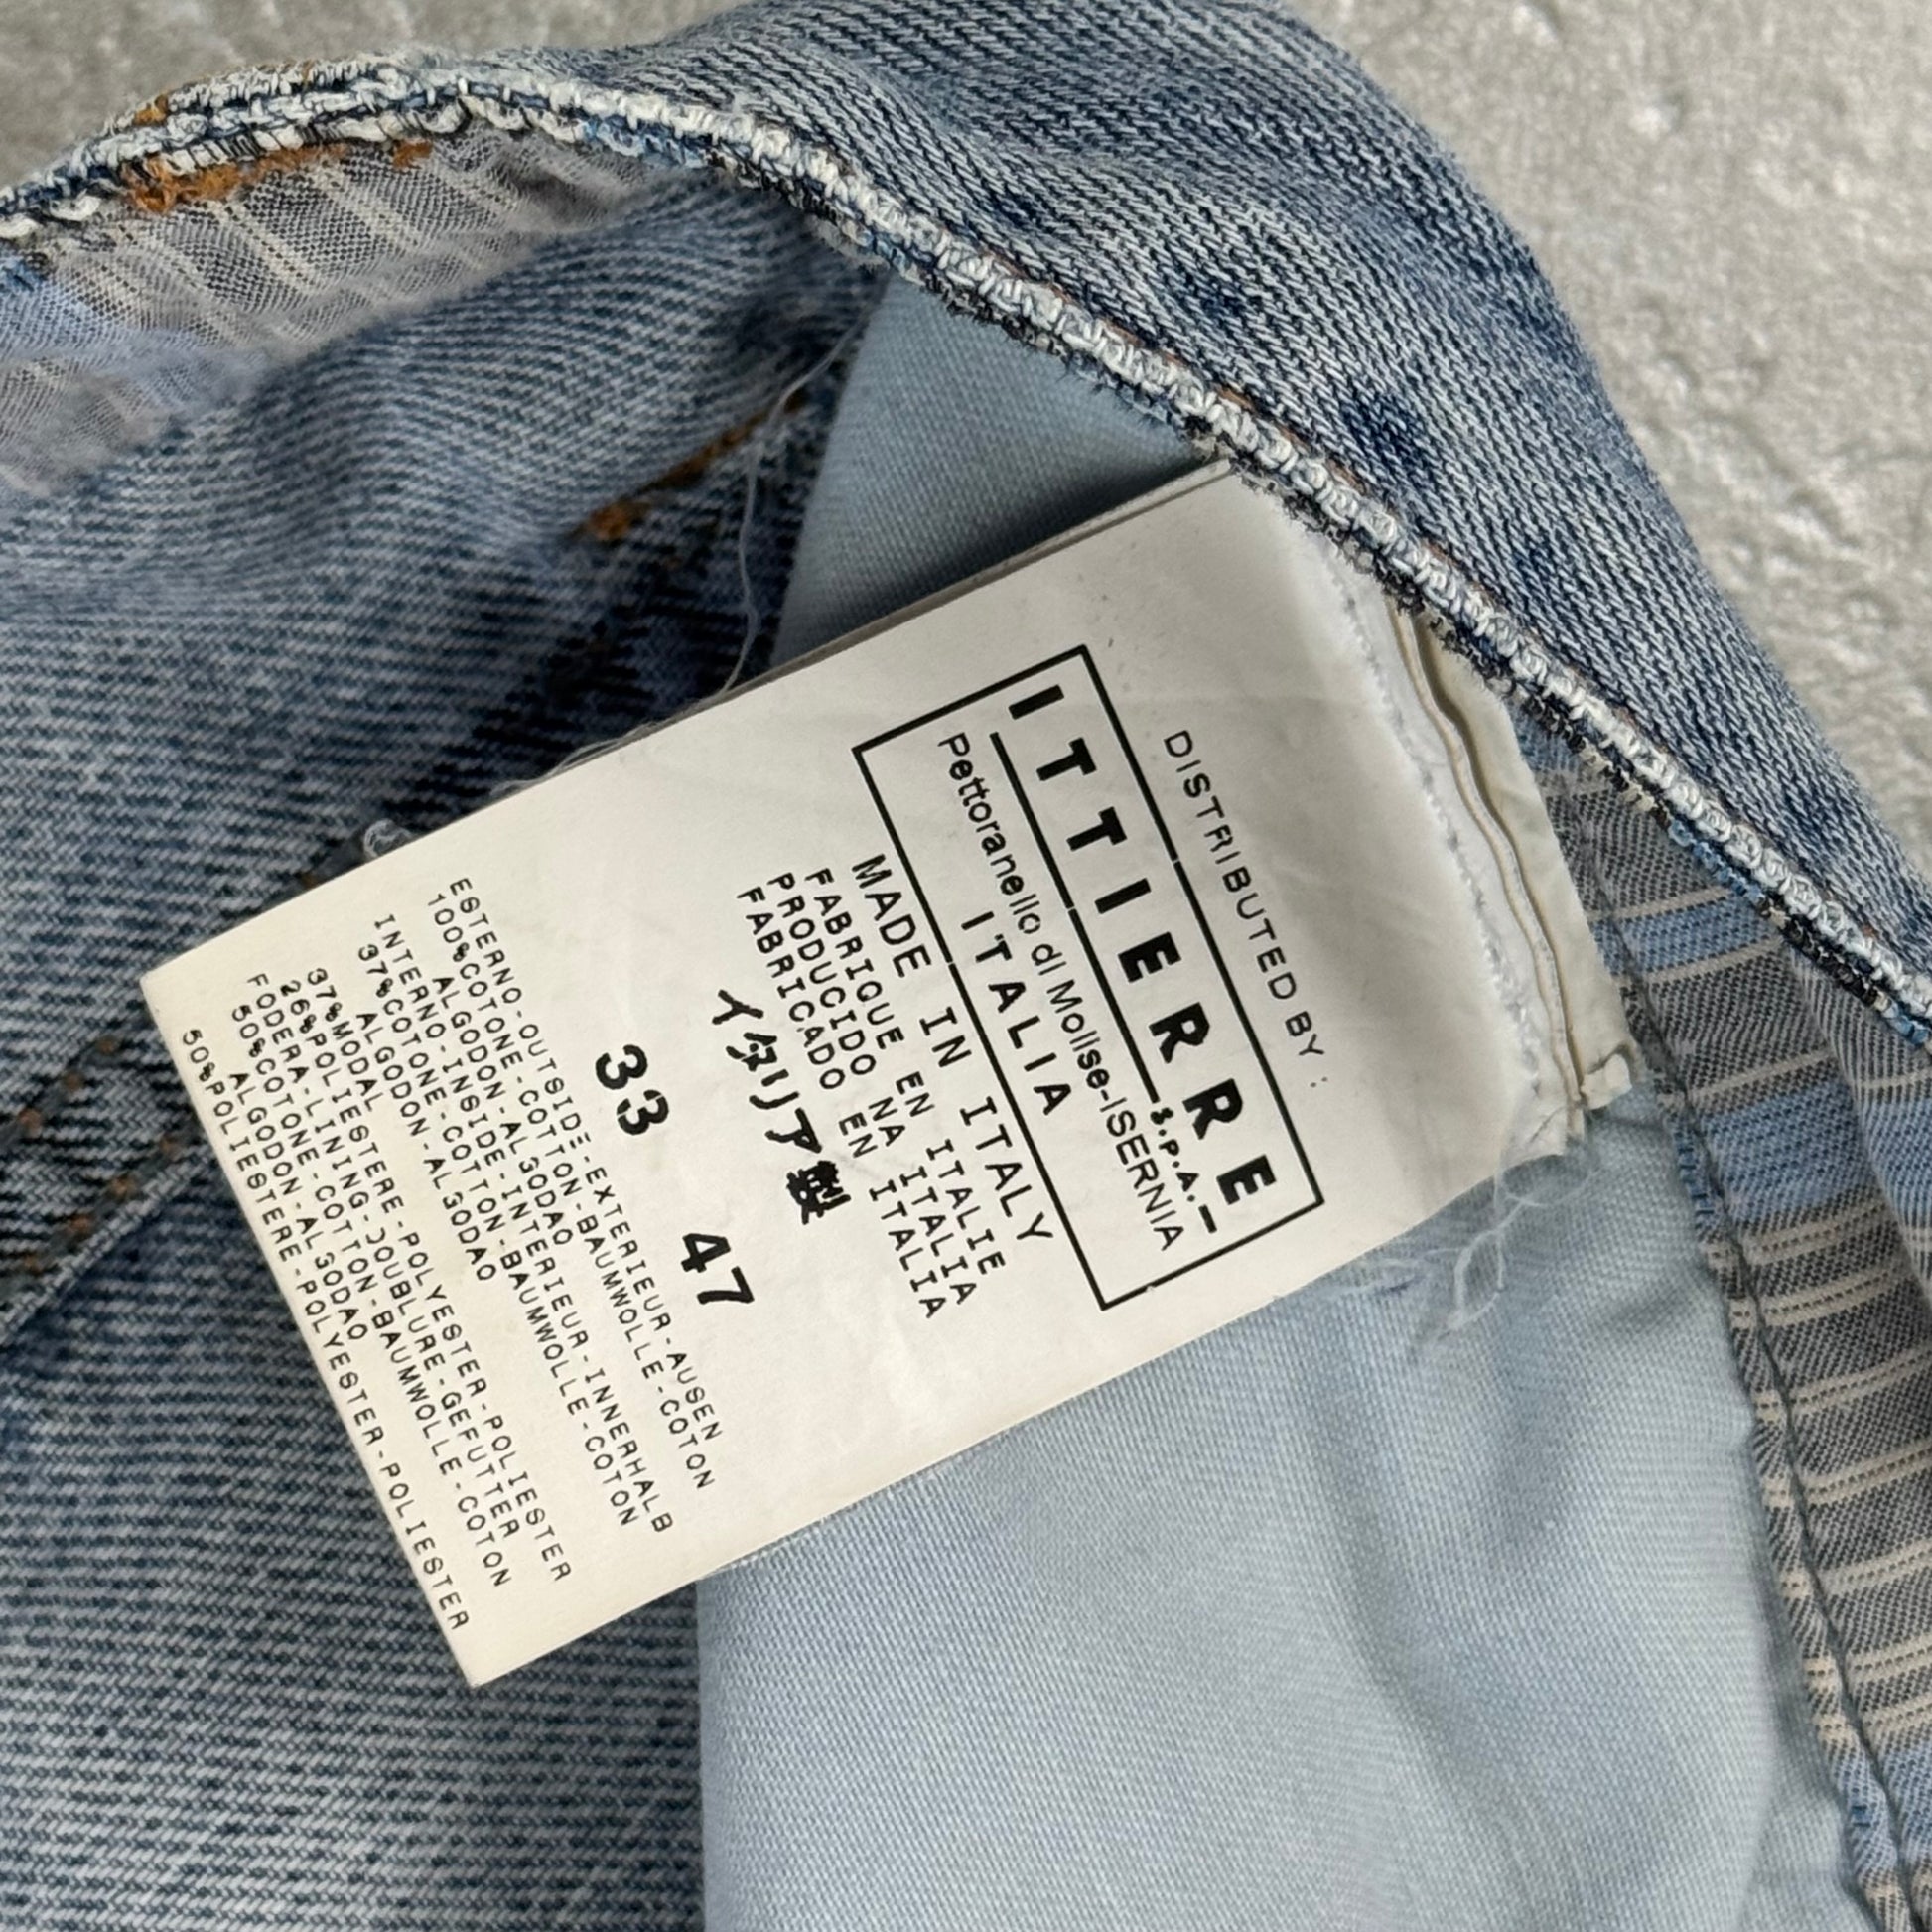 DISTRIBUTED BY:
ITTIERRE
S.P.A.
Pettoranello di Molise-ISERNIA
ITALIA
MADE IN ITALY
FABRIQUE EN ITALIE
PRODUCIDO NA ITALIA
FABRICADO EN ITALIA
イタリア製
33 47
ESTERNO-OUTSIDE-EXTERIEUR-AUSEN
100%COTONE-COTTON-BAUMWOLLE-COTON
ALGODON-ALGODAO
INTERNO-INSIDE-INTERIEUR-INNERHALB
37%COTONE-COTTON-BAUMWOLLE-COTON
ALGODON-ALGODAO
37%MODAL
26%POLIESTERE-POLYESTER-POLIESTER
FODERA-LINING-DOUBLURE-GEFUTTER
50%COTONE-COTTON-BAUMWOLLE-COTON
ALGODON-ALGODAO
50%POLIESTERE-POLYESTER-POLIESTER